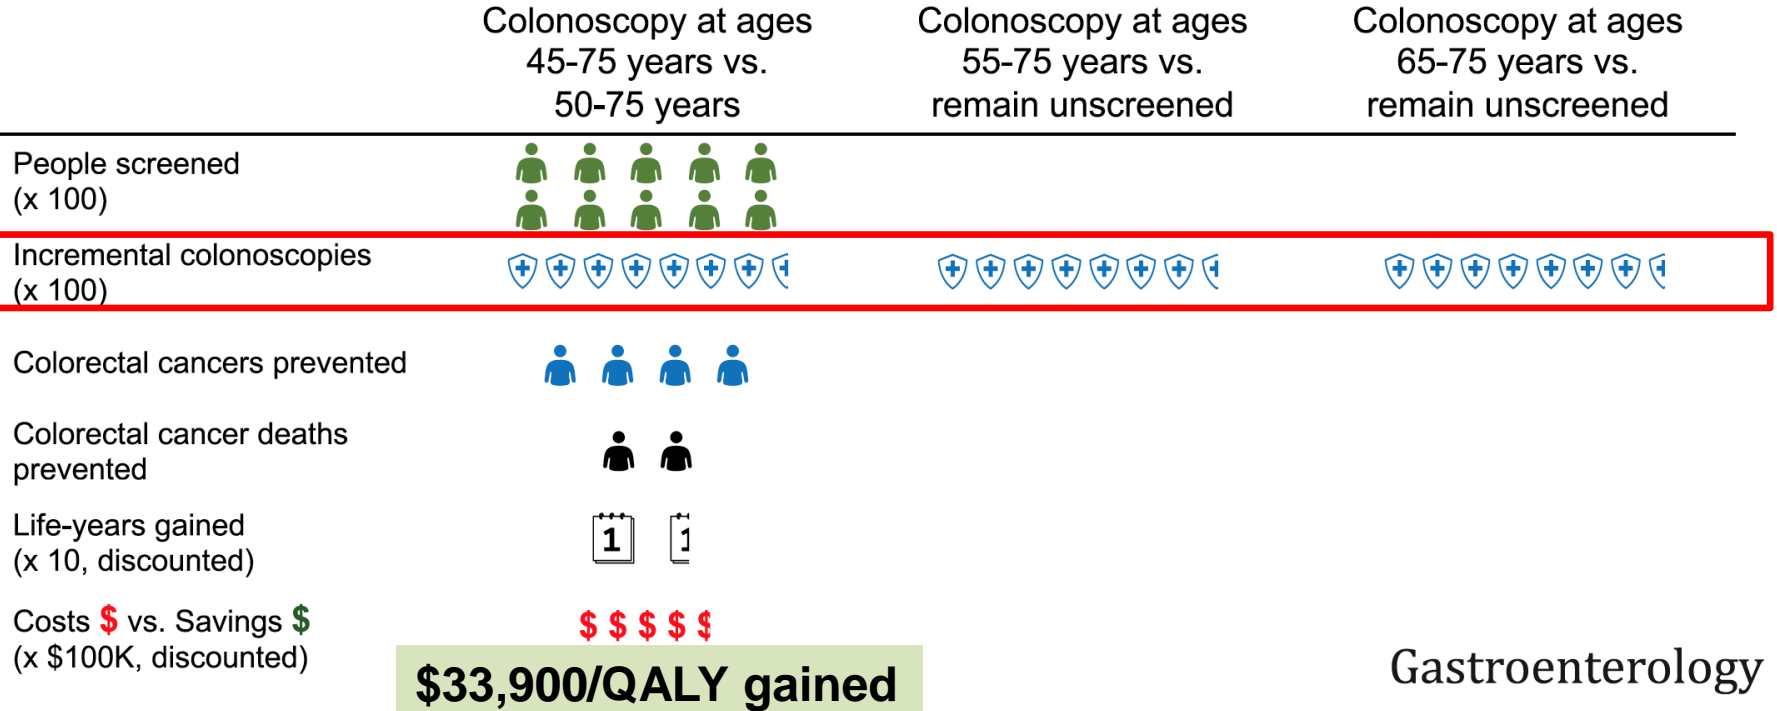 Colonoscopy at ages
45-75 years vs.
50-75 years
Colonoscopy at ages
55-75 years vs.
remain unscreened
Colonoscopy at ages
65-75 years vs.
remain unscreened
People screened
(x 100)
Incremental colonoscopies
(x 100)
Colorectal cancers prevented
Colorectal cancer deaths
prevented
Life-years gained
(x 10, discounted)
1 1
Costs $ vs. Savings $
(x $100K, discounted)
$ $ $ $ $
$33,900/QALY gained
Gastroenterology